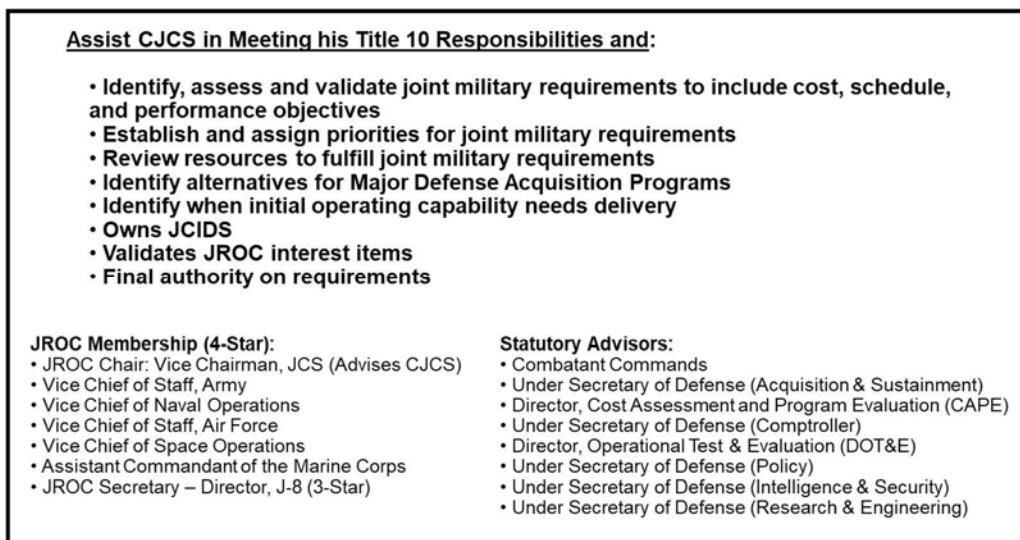 Assist CJCS in Meeting his Title 10 Responsibilities and:
• Identify, assess and validate joint military requirements to include cost, schedule,
and performance objectives
• Establish and assign priorities for joint military requirements
• Review resources to fulfill joint military requirements
• Identify alternatives for Major Defense Acquisition Programs
• Identify when initial operating capability needs delivery
• Owns JCIDS
• Validates JROC interest items
• Final authority on requirements
JROC Membership (4-Star):
• JROC Chair: Vice Chairman, JCS (Advises CJCS)
• Vice Chief of Staff, Army
• Vice Chief of Naval Operations
• Vice Chief of Staff, Air Force
• Vice Chief of Space Operations
• Assistant Commandant of the Marine Corps
• JROC Secretary – Director, J-8 (3-Star)
Statutory Advisors:
• Combatant Commands
• Under Secretary of Defense (Acquisition & Sustainment)
• Director, Cost Assessment and Program Evaluation (CAPE)
• Under Secretary of Defense (Comptroller)
• Director, Operational Test & Evaluation (DOT&E)
• Under Secretary of Defense (Policy)
• Under Secretary of Defense (Intelligence & Security)
• Under Secretary of Defense (Research & Engineering)